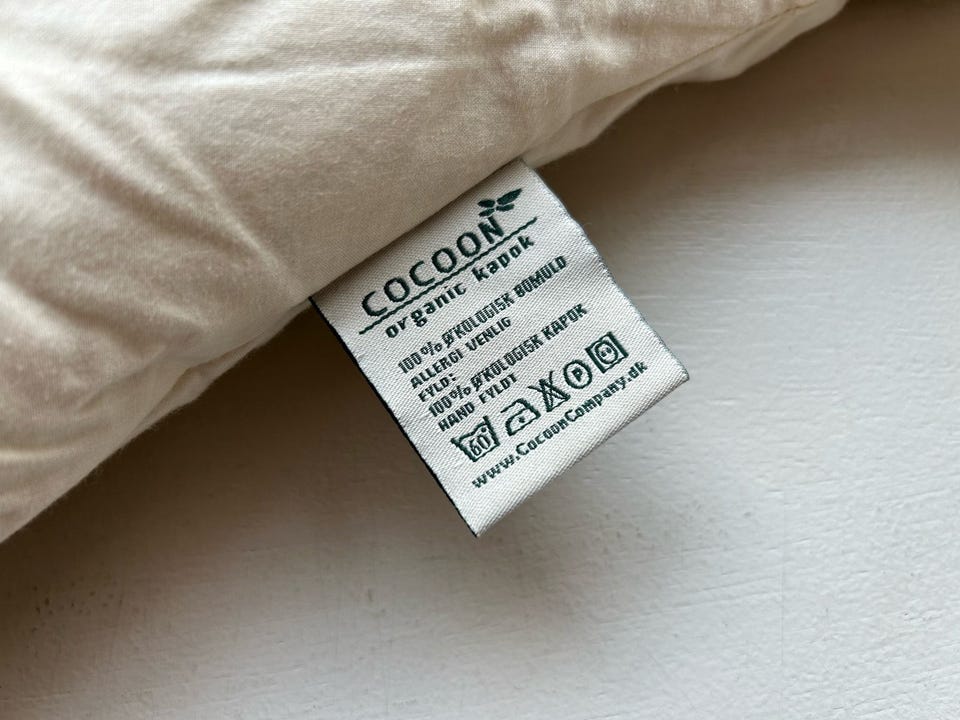 COCOON
organic kapok
100% ØKOLOGISK BOMULD
ALLERGI VENLIG
FYLD:
100% ØKOLOGISK KAPOK
HAND FYLDT
60° P
www.CocoonCompany.dk